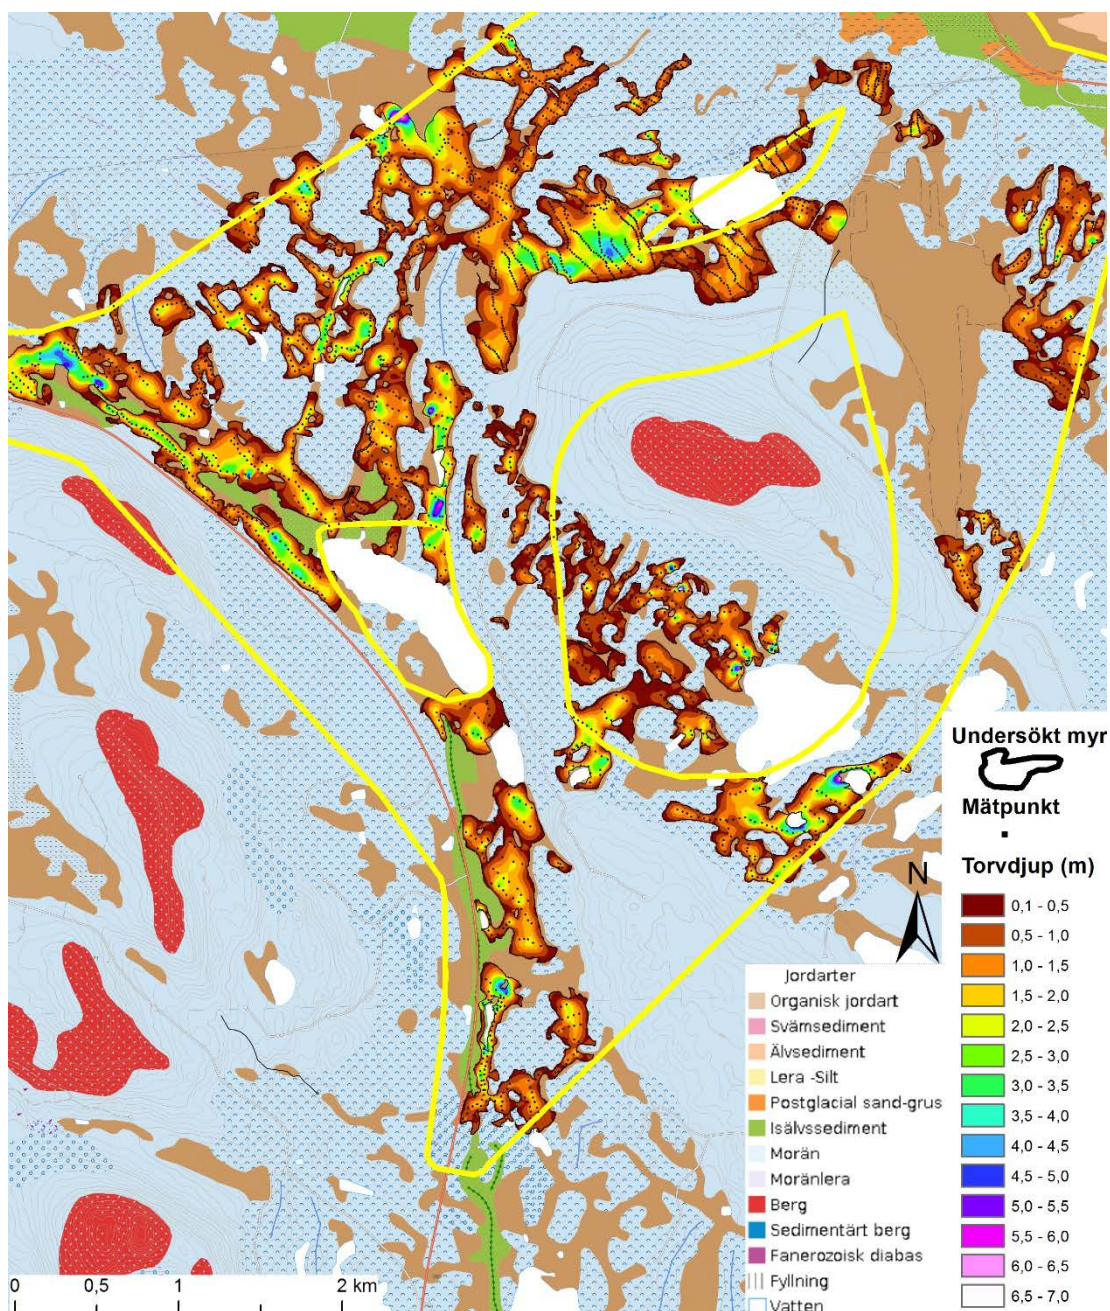 Undersökt myr
Mätpunkt
N
Torvdjup (m)
0,1 - 0,5
0,5 - 1,0
1,0 - 1,5
1,5 - 2,0
2,0 - 2,5
2,5 - 3,0
3,0 - 3,5
3,5 - 4,0
4,0 - 4,5
4,5 - 5,0
5,0 - 5,5
5,5 - 6,0
6,0 - 6,5
6,5 - 7,0
Jordarter
Organisk jordart
Svämsediment
Älvsediment
Lera -Silt
Postglacial sand-grus
Isälvssediment
Morän
Moränlera
Berg
Sedimentärt berg
Fanerozoisk diabas
Fyllning
Vatten
0 0,5 1 2 km